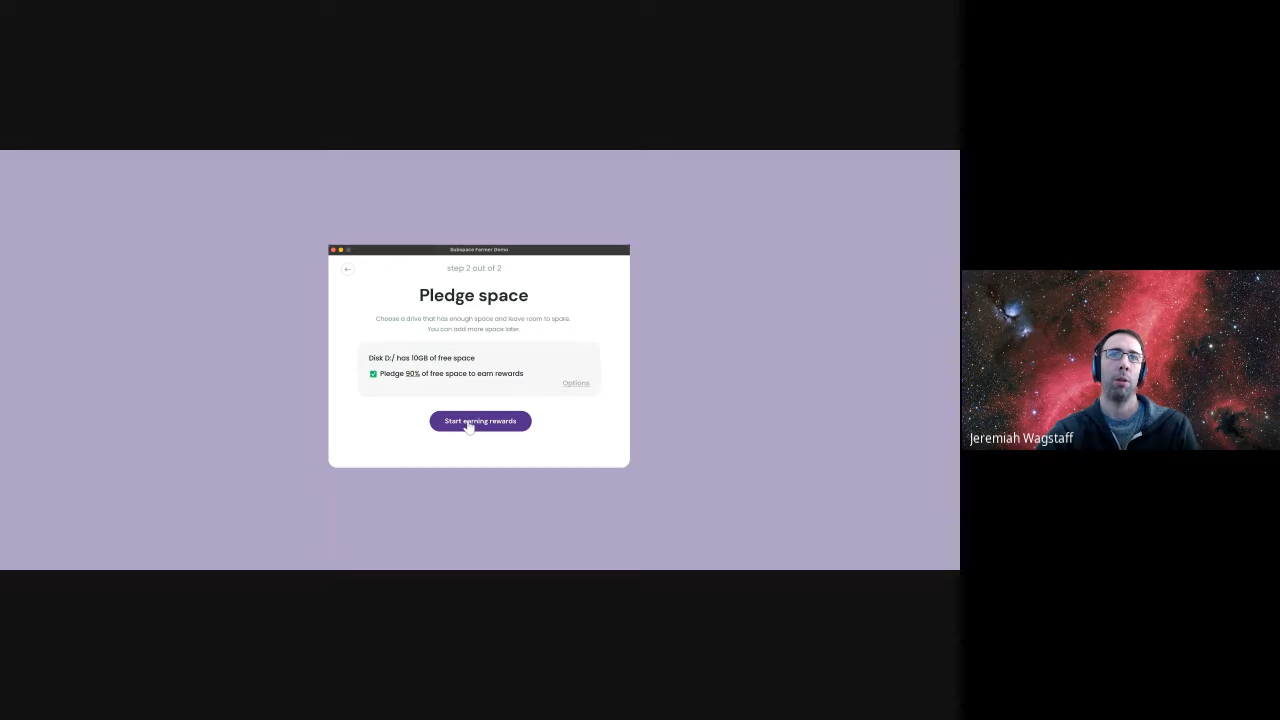 Subspace Farmer Demo
step 2 out of 2
Pledge space
Choose a drive that has enough space and leave room to spare.
You can add more space later.
Disk D:/ has 10GB of free space
Pledge 90% of free space to earn rewards
Options
Start earning rewards
Jeremiah Wagstaff